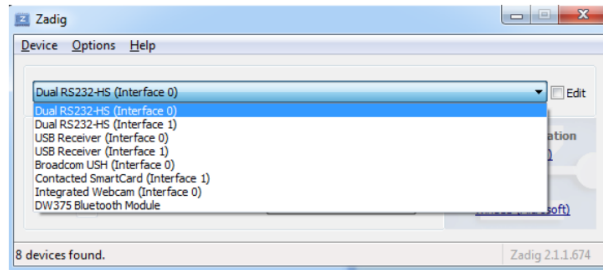 Zadig
Device Options Help
Dual RS232-HS (Interface 0) Edit
Dual RS232-HS (Interface 0)
Dual RS232-HS (Interface 1)
USB Receiver (Interface 0)
USB Receiver (Interface 1)
Broadcom USH (Interface 0)
Contacted SmartCard (Interface 1)
Integrated Webcam (Interface 0)
DW375 Bluetooth Module
8 devices found. Zadig 2.1.1.674